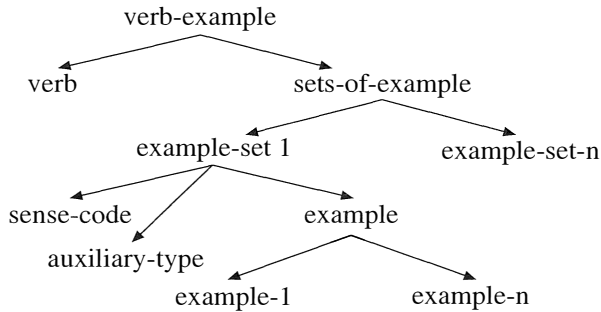 verb-example
verb
sets-of-example
example-set 1
example-set-n
sense-code
example
auxiliary-type
example-1
example-n